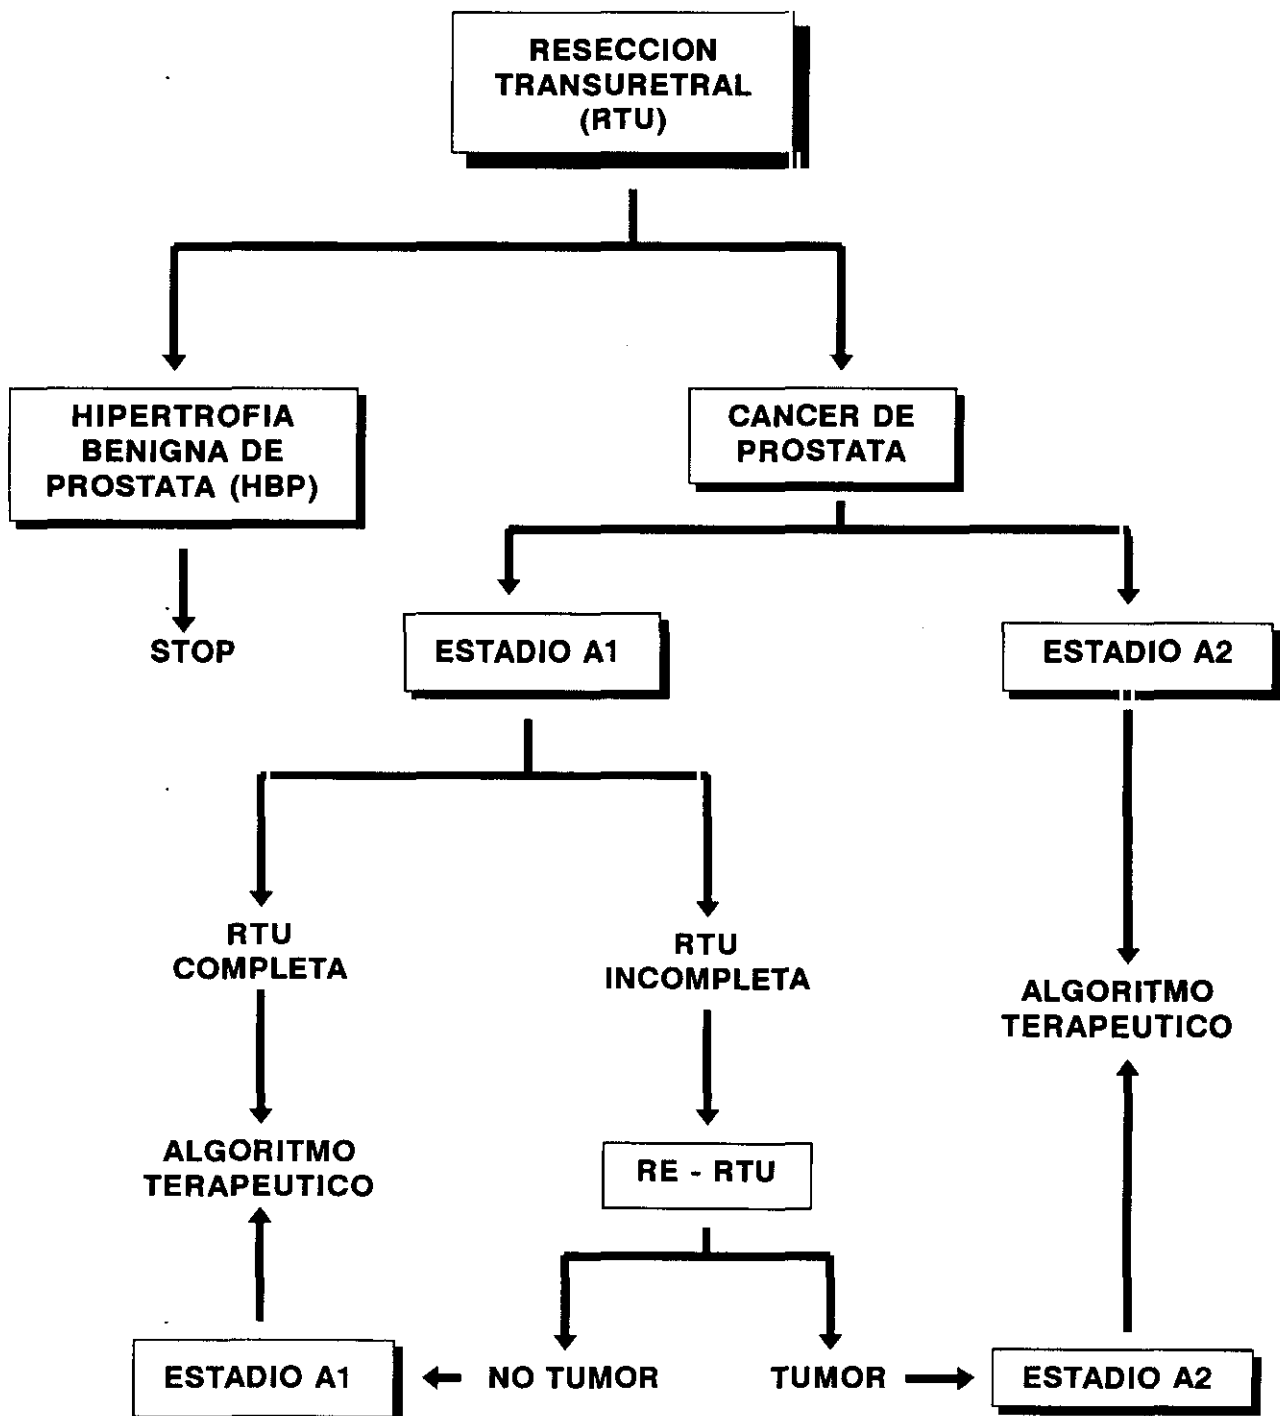 RESECCION
TRANSURETRAL
(RTU)
HIPERTROFIA
BENIGNA DE
PROSTATA (HBP)
CANCER DE
PROSTATA
STOP
ESTADIO A1
ESTADIO A2
RTU
COMPLETA
RTU
INCOMPLETA
ALGORITMO
TERAPEUTICO
ALGORITMO
TERAPEUTICO
RE - RTU
ESTADIO A1
NO TUMOR
TUMOR
ESTADIO A2